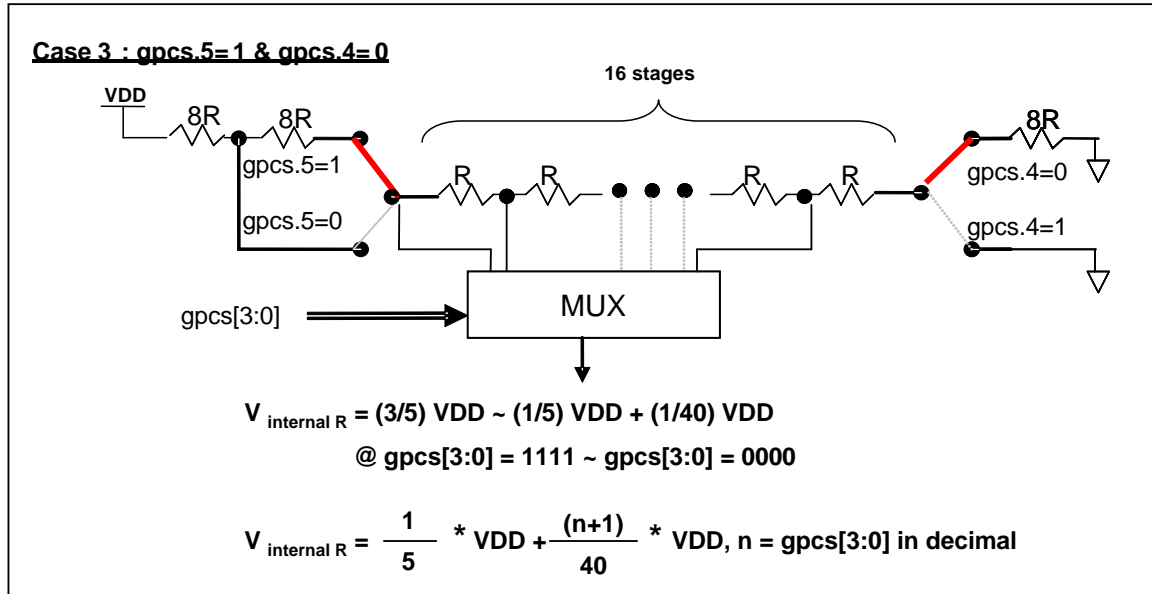 Case 3 : gpcs.5=1 & gpcs.4=0
16 stages
VDD
8R
8R
8R
gpcs.5=1
gpcs.4=0
R
R
R
R
gpcs.5=0
gpcs.4=1
MUX
gpcs[3:0]
V internal R = (3/5) VDD ~ (1/5) VDD + (1/40) VDD
@ gpcs[3:0] = 1111 ~ gpcs[3:0] = 0000
V internal R = 1/5 * VDD + (n+1)/40 * VDD, n = gpcs[3:0] in decimal